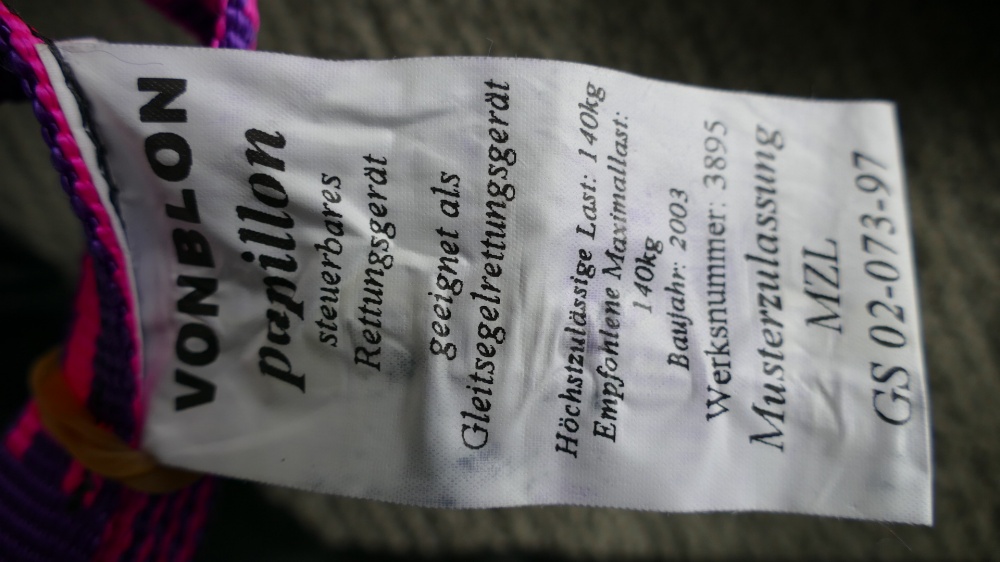 VONBLON
papillon
steuerbares
Rettungsgerät
geeignet als
Gleitsegelrettungsgerät
Höchstzulässige Last: 140kg
Empfohlene Maximallast:
140kg
Baujahr: 2003
Werksnummer: 3895
Musterzulassung
MZL
GS 02-073-97